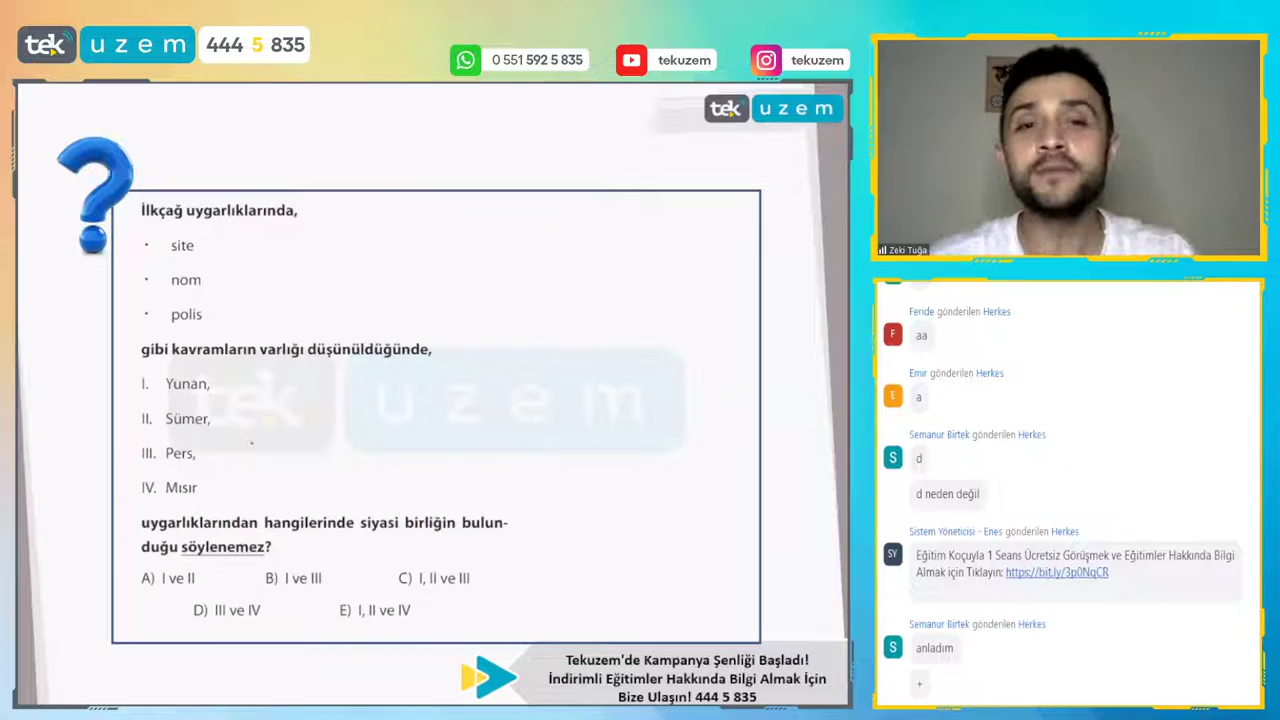 tek uzem 444 5 835
0 551 592 5 835
tekuzem
tekuzem
tek uzem
İlkçağ uygarlıklarında,
· site
· nom
· polis
gibi kavramların varlığı düşünüldüğünde,
I. Yunan,
II. Sümer,
III. Pers,
IV. Mısır
uygarlıklarından hangilerinde siyasi birliğin bulun-
duğu söylenemez?
A) I ve II B) I ve III C) I, II ve III
D) III ve IV E) I, II ve IV
tek uzem
Tekuzem'de Kampanya Şenliği Başladı!
İndirimli Eğitimler Hakkında Bilgi Almak İçin
Bize Ulaşın! 444 5 835
Zeki Tuğa
Feride gönderilen Herkes
F aa
Emir gönderilen Herkes
E a
Semanur Birtek gönderilen Herkes
S d
d neden değil
Sistem Yöneticisi - Enes gönderilen Herkes
SY Eğitim Koçuyla 1 Seans Ücretsiz Görüşmek ve Eğitimler Hakkında Bilgi
Almak için Tıklayın: https://bit.ly/3p0NqCR
Semanur Birtek gönderilen Herkes
S anladım
+